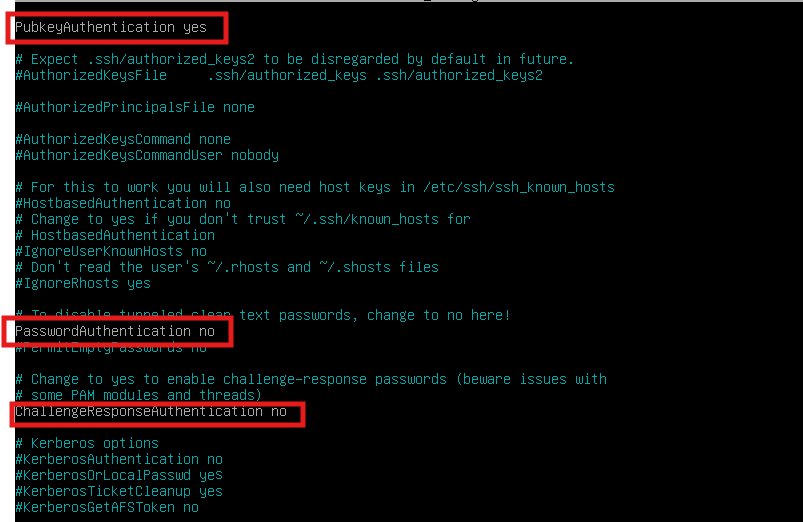 PubkeyAuthentication yes
# Expect .ssh/authorized_keys2 to be disregarded by default in future.
#AuthorizedKeysFile     .ssh/authorized_keys .ssh/authorized_keys2
#AuthorizedPrincipalsFile none
#AuthorizedKeysCommand none
#AuthorizedKeysCommandUser nobody
# For this to work you will also need host keys in /etc/ssh/ssh_known_hosts
#HostbasedAuthentication no
# Change to yes if you don't trust ~/.ssh/known_hosts for
# HostbasedAuthentication
#IgnoreUserKnownHosts no
# Don't read the user's ~/.rhosts and ~/.shosts files
#IgnoreRhosts yes
# To disable tunneled clear text passwords, change to no here!
PasswordAuthentication no
#PermitEmptyPasswords no
# Change to yes to enable challenge-response passwords (beware issues with
# some PAM modules and threads)
ChallengeResponseAuthentication no
# Kerberos options
#KerberosAuthentication no
#KerberosOrLocalPasswd yes
#KerberosTicketCleanup yes
#KerberosGetAFSToken no